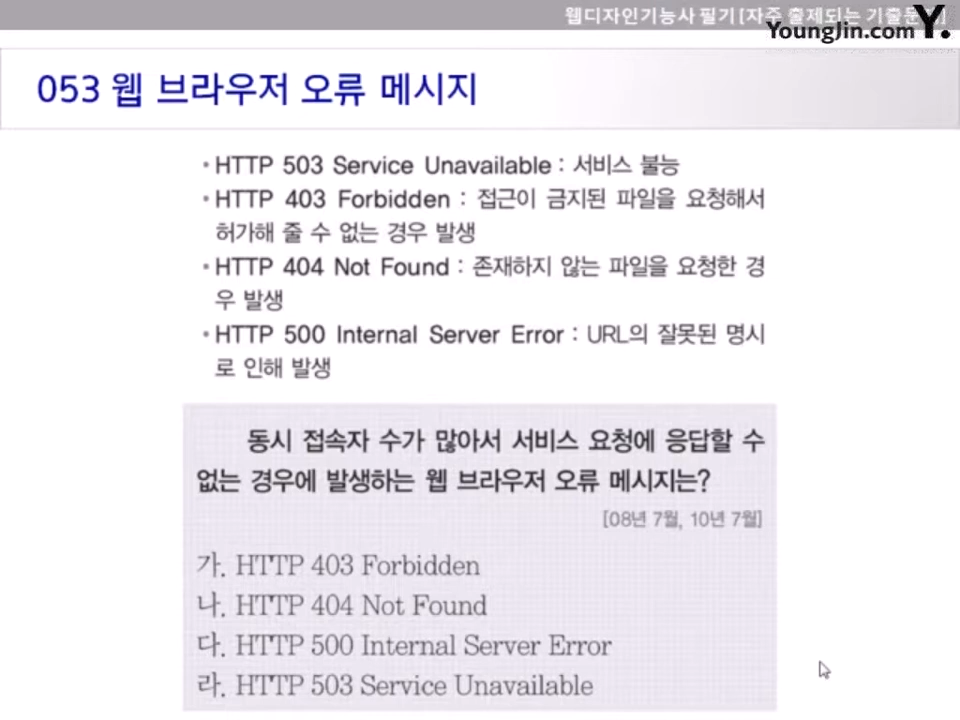 웹디자인기능사 필기 [자주 출제되는 기출문제]
YoungJin.com Y.
053 웹 브라우저 오류 메시지
• HTTP 503 Service Unavailable : 서비스 불능
• HTTP 403 Forbidden : 접근이 금지된 파일을 요청해서
허가해 줄 수 없는 경우 발생
• HTTP 404 Not Found : 존재하지 않는 파일을 요청한 경
우 발생
• HTTP 500 Internal Server Error : URL의 잘못된 명시
로 인해 발생
동시 접속자 수가 많아서 서비스 요청에 응답할 수
없는 경우에 발생하는 웹 브라우저 오류 메시지는?
[08년 7월, 10년 7월]
가. HTTP 403 Forbidden
나. HTTP 404 Not Found
다. HTTP 500 Internal Server Error
라. HTTP 503 Service Unavailable